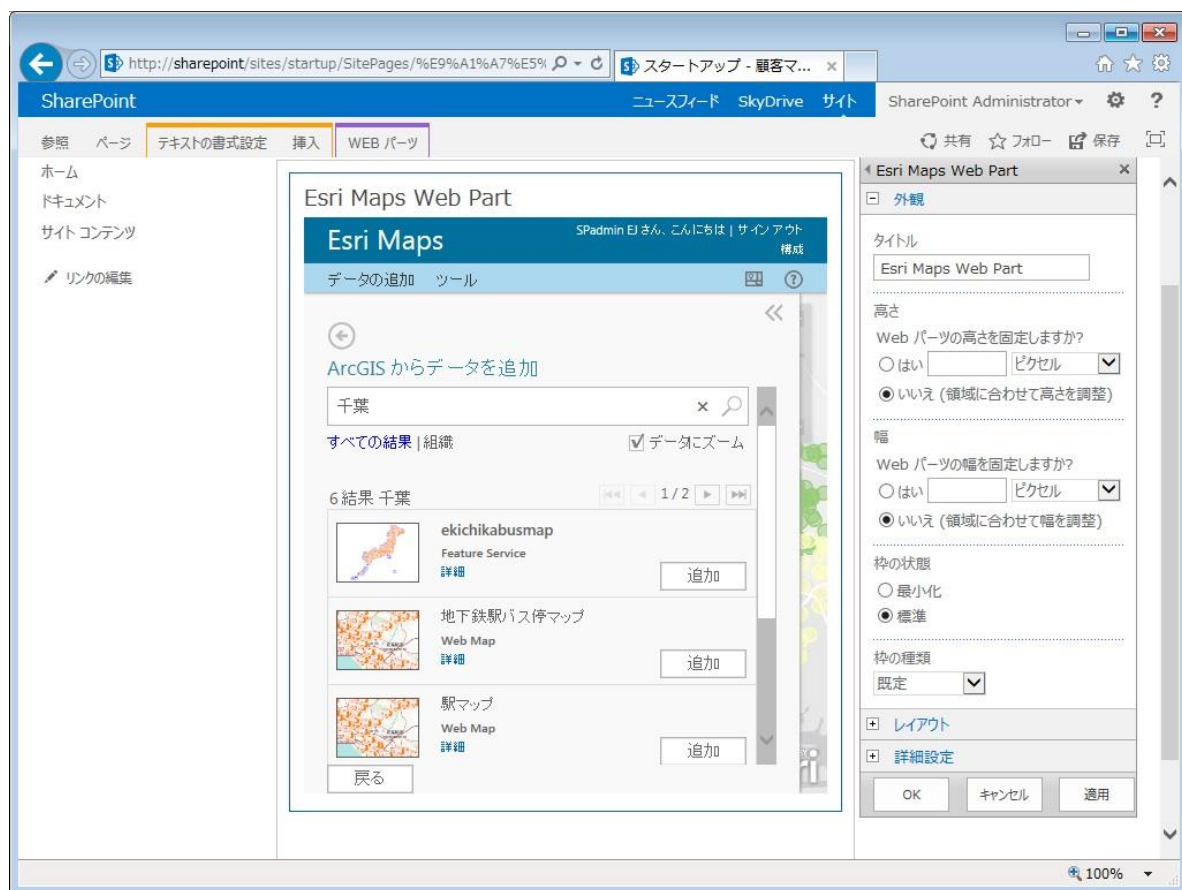 http://sharepoint/sites/startup/SitePages/%E9%A1%A7%E5%
スタートアップ - 顧客マ...
SharePoint
ニュースフィード SkyDrive サイト
SharePoint Administrator
参照 ページ テキストの書式設定 挿入 WEB パーツ
共有 フォロー 保存
ホーム
ドキュメント
サイト コンテンツ
リンクの編集
Esri Maps Web Part
Esri Maps
SPadmin EJ さん、こんにちは | サインアウト
構成
データの追加 ツール
ArcGIS からデータを追加
千葉
すべての結果 | 組織
データにズーム
6 結果 千葉
1 / 2
ekichikabusmap
Feature Service
詳細
追加
地下鉄駅バス停マップ
Web Map
詳細
追加
駅マップ
Web Map
詳細
追加
戻る
Esri Maps Web Part
外観
タイトル
Esri Maps Web Part
高さ
Web パーツの高さを固定しますか?
はい ピクセル
いいえ (領域に合わせて高さを調整)
幅
Web パーツの幅を固定しますか?
はい ピクセル
いいえ (領域に合わせて幅を調整)
枠の状態
最小化
標準
枠の種類
既定
レイアウト
詳細設定
OK キャンセル 適用
100%